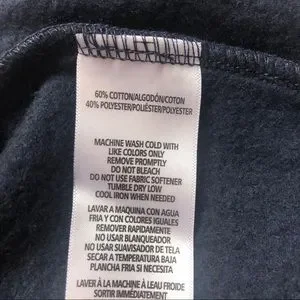 60% COTTON/ALGODÓN/COTON
40% POLYESTER/POLIÉSTER/POLYESTER
MACHINE WASH COLD WITH
LIKE COLORS ONLY
REMOVE PROMPTLY
DO NOT BLEACH
DO NOT USE FABRIC SOFTENER
TUMBLE DRY LOW
COOL IRON WHEN NEEDED
LAVAR A MAQUINA CON AGUA
FRIA Y CON COLORES IGUALES
REMOVER RAPIDAMENTE
NO USAR BLANQUEADOR
NO USAR SUAVISADOR DE TELA
SECAR A TEMPERATURA BAJA
PLANCHA FRIA SI NECESITA
LAVER À LA MACHINE À L'EAU FROIDE
SORTIR IMMÉDIATEMENT